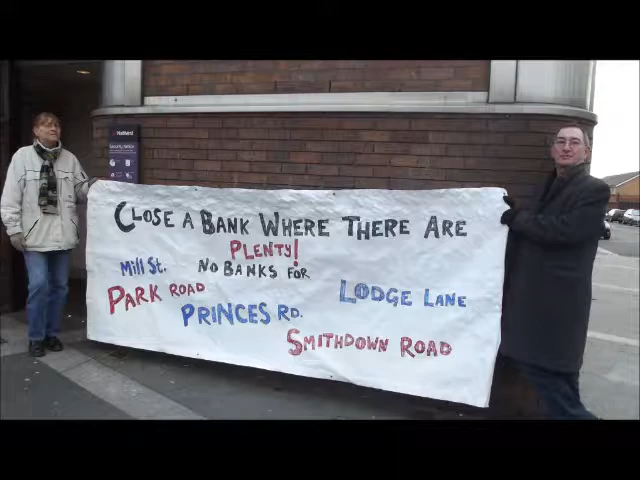 NatWest
CLOSE A BANK WHERE THERE ARE
PLENTY!
Mill St. NO BANKS FOR
PARK ROAD
LODGE LANE
PRINCES RD.
SMITHDOWN ROAD